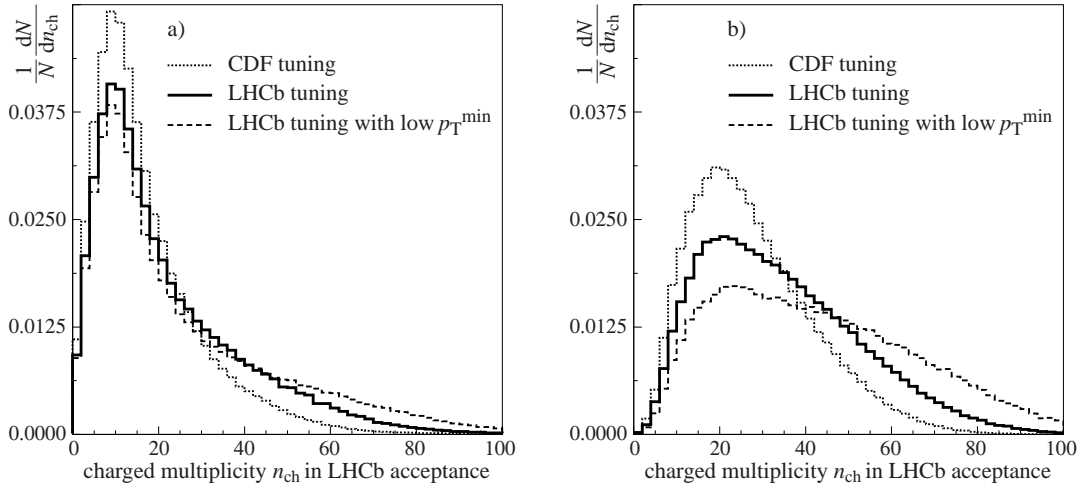 a)
1/N dN/dn_ch
CDF tuning
LHCb tuning
LHCb tuning with low p_T^min
0.0375
0.0250
0.0125
0.0000
0 20 40 60 80 100
charged multiplicity n_ch in LHCb acceptance
b)
1/N dN/dn_ch
CDF tuning
LHCb tuning
LHCb tuning with low p_T^min
0.0375
0.0250
0.0125
0.0000
0 20 40 60 80 100
charged multiplicity n_ch in LHCb acceptance